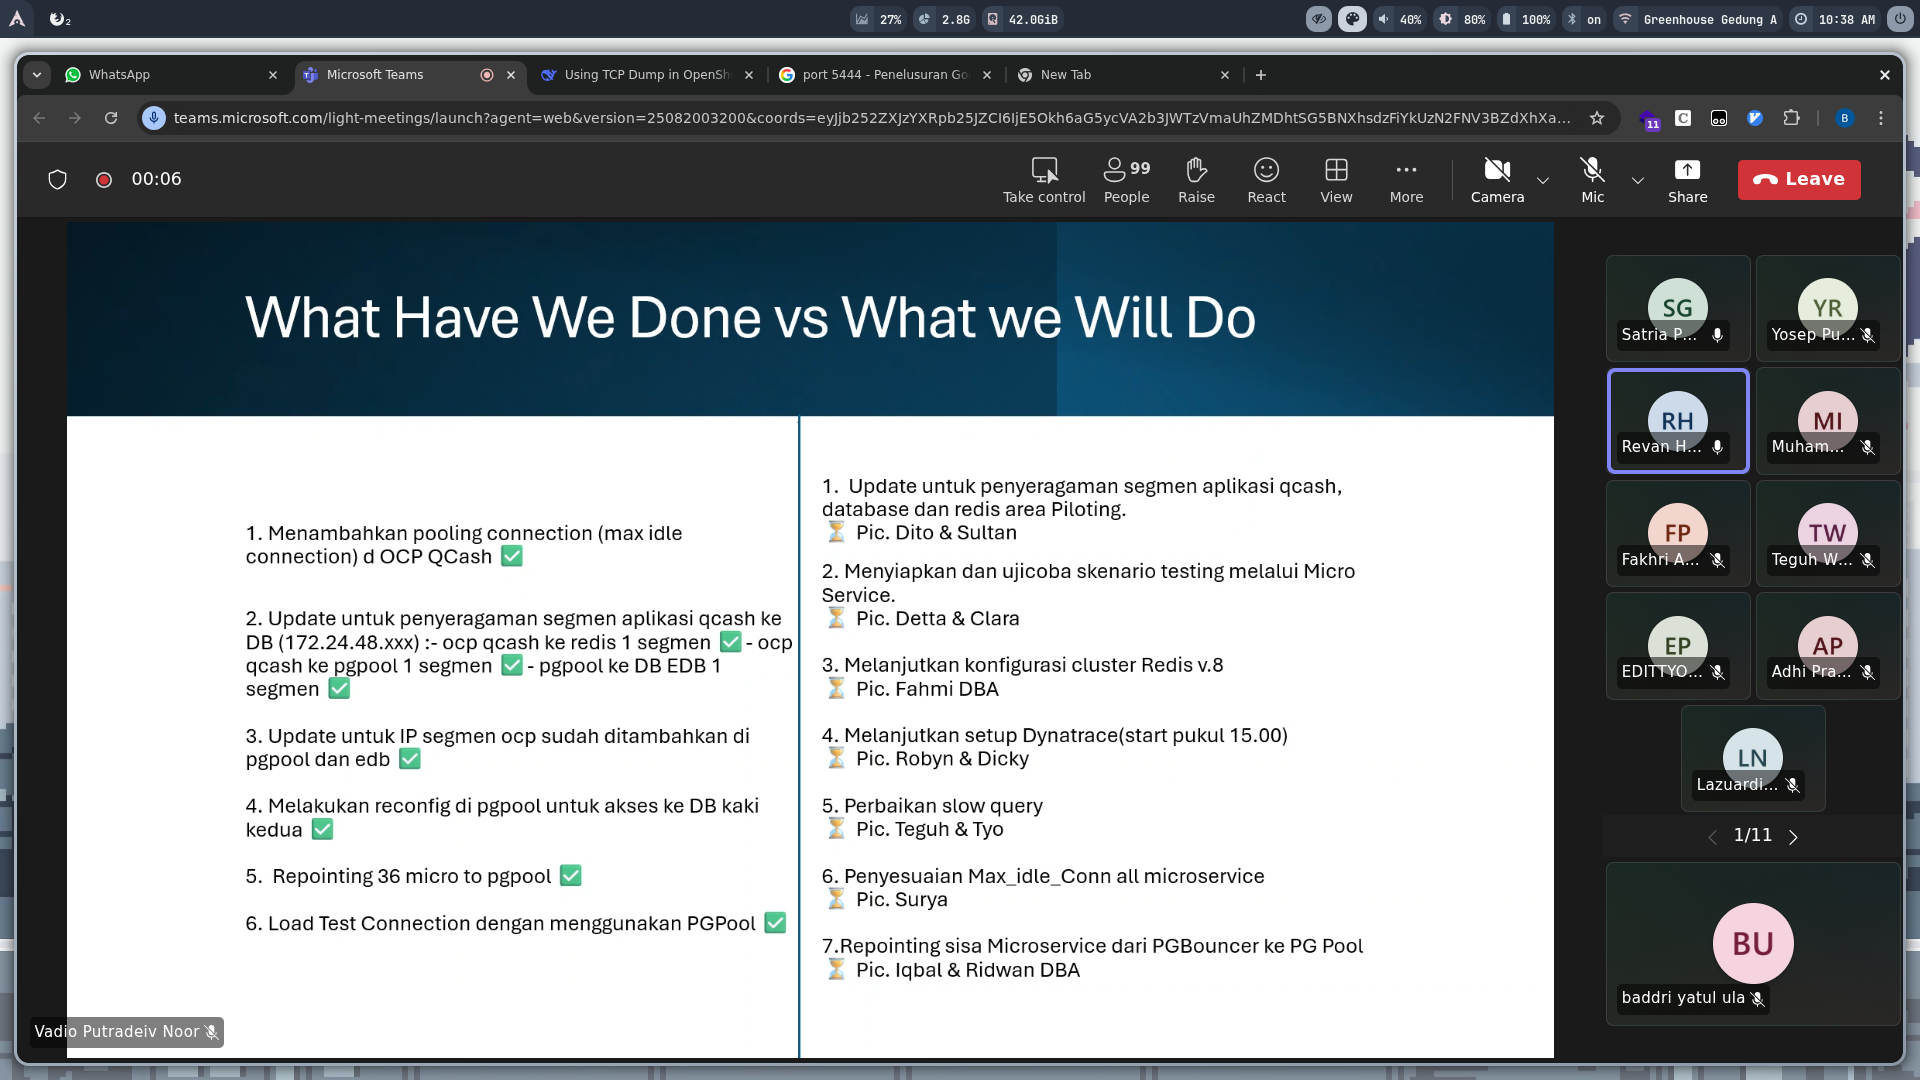 2
27%
2.8G
42.0GiB
40%
80%
100%
on
Greenhouse Gedung A
10:38 AM
WhatsApp
Microsoft Teams
Using TCP Dump in OpenSh
port 5444 - Penelusuran Go
New Tab
teams.microsoft.com/light-meetings/launch?agent=web&version=25082003200&coords=eyJjb252ZXJzYXRpb25JZCI6IjE5Okh6aG5ycVA2b3JWTzVmaUhZMDhtSG5BNXhsdzFiYkUzN2FNV3BZdXhXa...
11
B
00:06
Take control
99
People
Raise
React
View
More
Camera
Mic
Share
Leave
What Have We Done vs What we Will Do
1. Menambahkan pooling connection (max idle
connection) d OCP QCash ✅
2. Update untuk penyeragaman segmen aplikasi qcash ke
DB (172.24.48.xxx) :- ocp qcash ke redis 1 segmen ✅ - ocp
qcash ke pgpool 1 segmen ✅ - pgpool ke DB EDB 1
segmen ✅
3. Update untuk IP segmen ocp sudah ditambahkan di
pgpool dan edb ✅
4. Melakukan reconfig di pgpool untuk akses ke DB kaki
kedua ✅
5. Repointing 36 micro to pgpool ✅
6. Load Test Connection dengan menggunakan PGPool ✅
1. Update untuk penyeragaman segmen aplikasi qcash,
database dan redis area Piloting.
⏳ Pic. Dito & Sultan
2. Menyiapkan dan ujicoba skenario testing melalui Micro
Service.
⏳ Pic. Detta & Clara
3. Melanjutkan konfigurasi cluster Redis v.8
⏳ Pic. Fahmi DBA
4. Melanjutkan setup Dynatrace(start pukul 15.00)
⏳ Pic. Robyn & Dicky
5. Perbaikan slow query
⏳ Pic. Teguh & Tyo
6. Penyesuaian Max_idle_Conn all microservice
⏳ Pic. Surya
7.Repointing sisa Microservice dari PGBouncer ke PG Pool
⏳ Pic. Iqbal & Ridwan DBA
Vadio Putradeiv Noor
SG
Satria P...
YR
Yosep Pu...
RH
Revan H...
MI
Muham...
FP
Fakhri A...
TW
Teguh W...
EP
EDITTYO...
AP
Adhi Pra...
LN
Lazuardi...
1/11
BU
baddri yatul ula